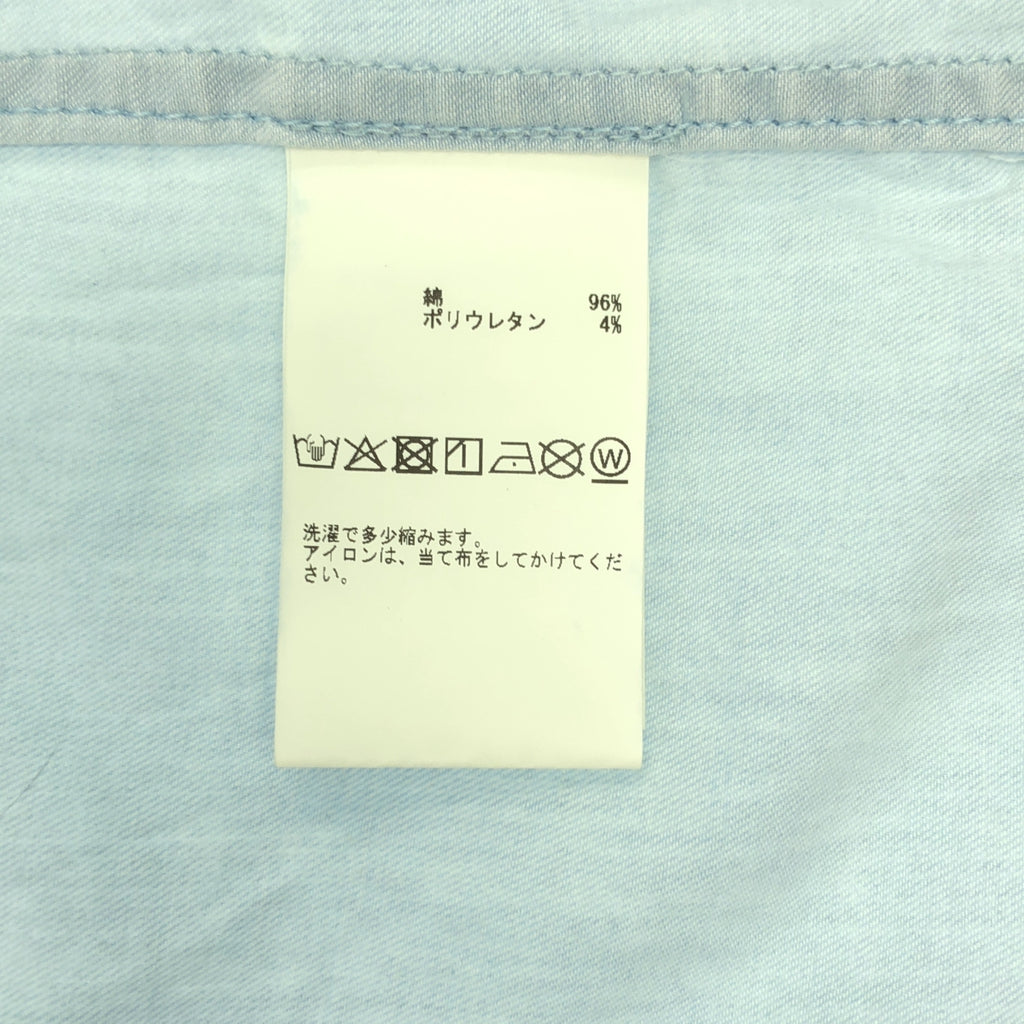 綿 96%
ポリウレタン 4%
W
洗濯で多少縮みます。
アイロンは、当て布をしてかけてくだ
さい。